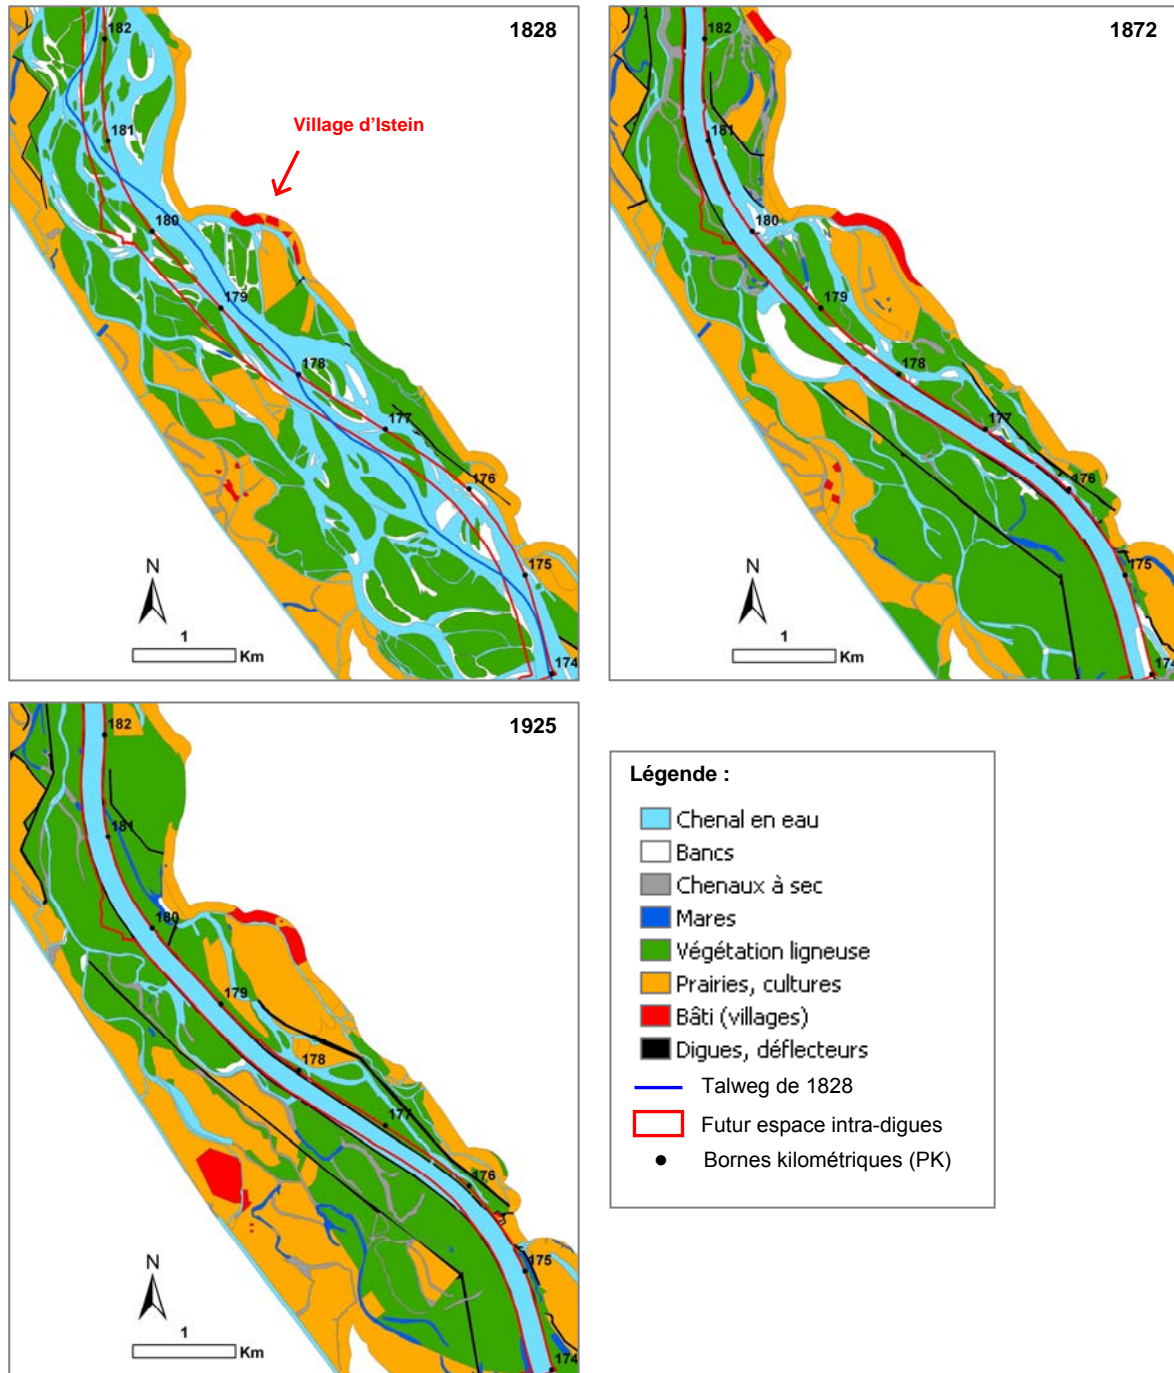 1828
182
181
Village d'Istein
180
179
178
177
176
175
174
N
1
Km
1872
182
181
180
179
178
177
176
175
174
N
1
Km
1925
182
181
180
179
178
177
176
175
174
N
1
Km
Légende :
Chenal en eau
Bancs
Chenaux à sec
Mares
Végétation ligneuse
Prairies, cultures
Bâti (villages)
Digues, déflecteurs
Talweg de 1828
Futur espace intra-digues
Bornes kilométriques (PK)